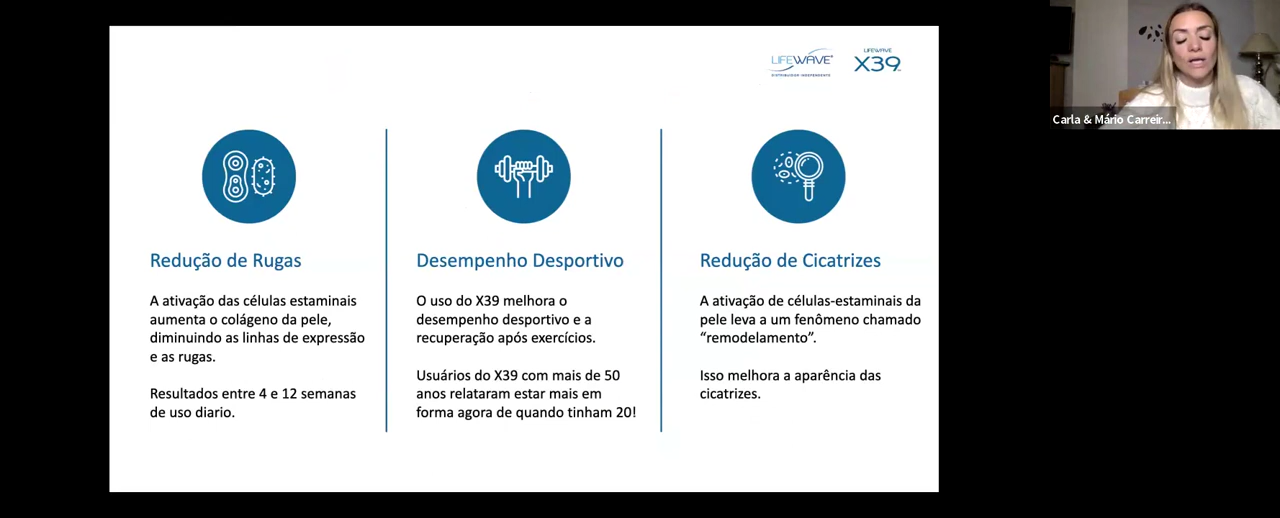 LIFEWAVE
DISTRIBUIDOR INDEPENDENTE
LIFEWAVE
X39
Carla & Mário Carreir...
Redução de Rugas
A ativação das células estaminais
aumenta o colágeno da pele,
diminuindo as linhas de expressão
e as rugas.
Resultados entre 4 e 12 semanas
de uso diario.
Desempenho Desportivo
O uso do X39 melhora o
desempenho desportivo e a
recuperação após exercícios.
Usuários do X39 com mais de 50
anos relataram estar mais em
forma agora de quando tinham 20!
Redução de Cicatrizes
A ativação de células-estaminais da
pele leva a um fenômeno chamado
“remodelamento”.
Isso melhora a aparência das
cicatrizes.